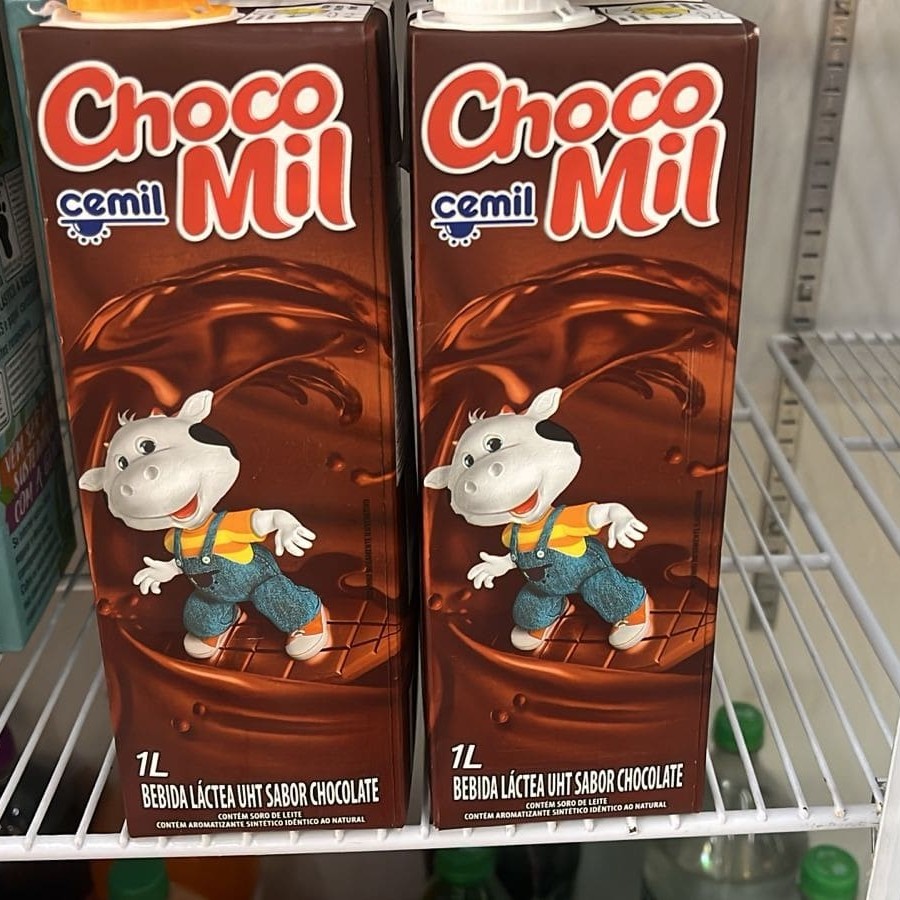 Choco
Mil
cemil
1L
BEBIDA LÁCTEA UHT SABOR CHOCOLATE
CONTÉM SORO DE LEITE
CONTÉM AROMATIZANTE SINTÉTICO IDÊNTICO AO NATURAL
Choco
Mil
cemil
1L
BEBIDA LÁCTEA UHT SABOR CHOCOLATE
CONTÉM SORO DE LEITE
CONTÉM AROMATIZANTE SINTÉTICO IDÊNTICO AO NATURAL